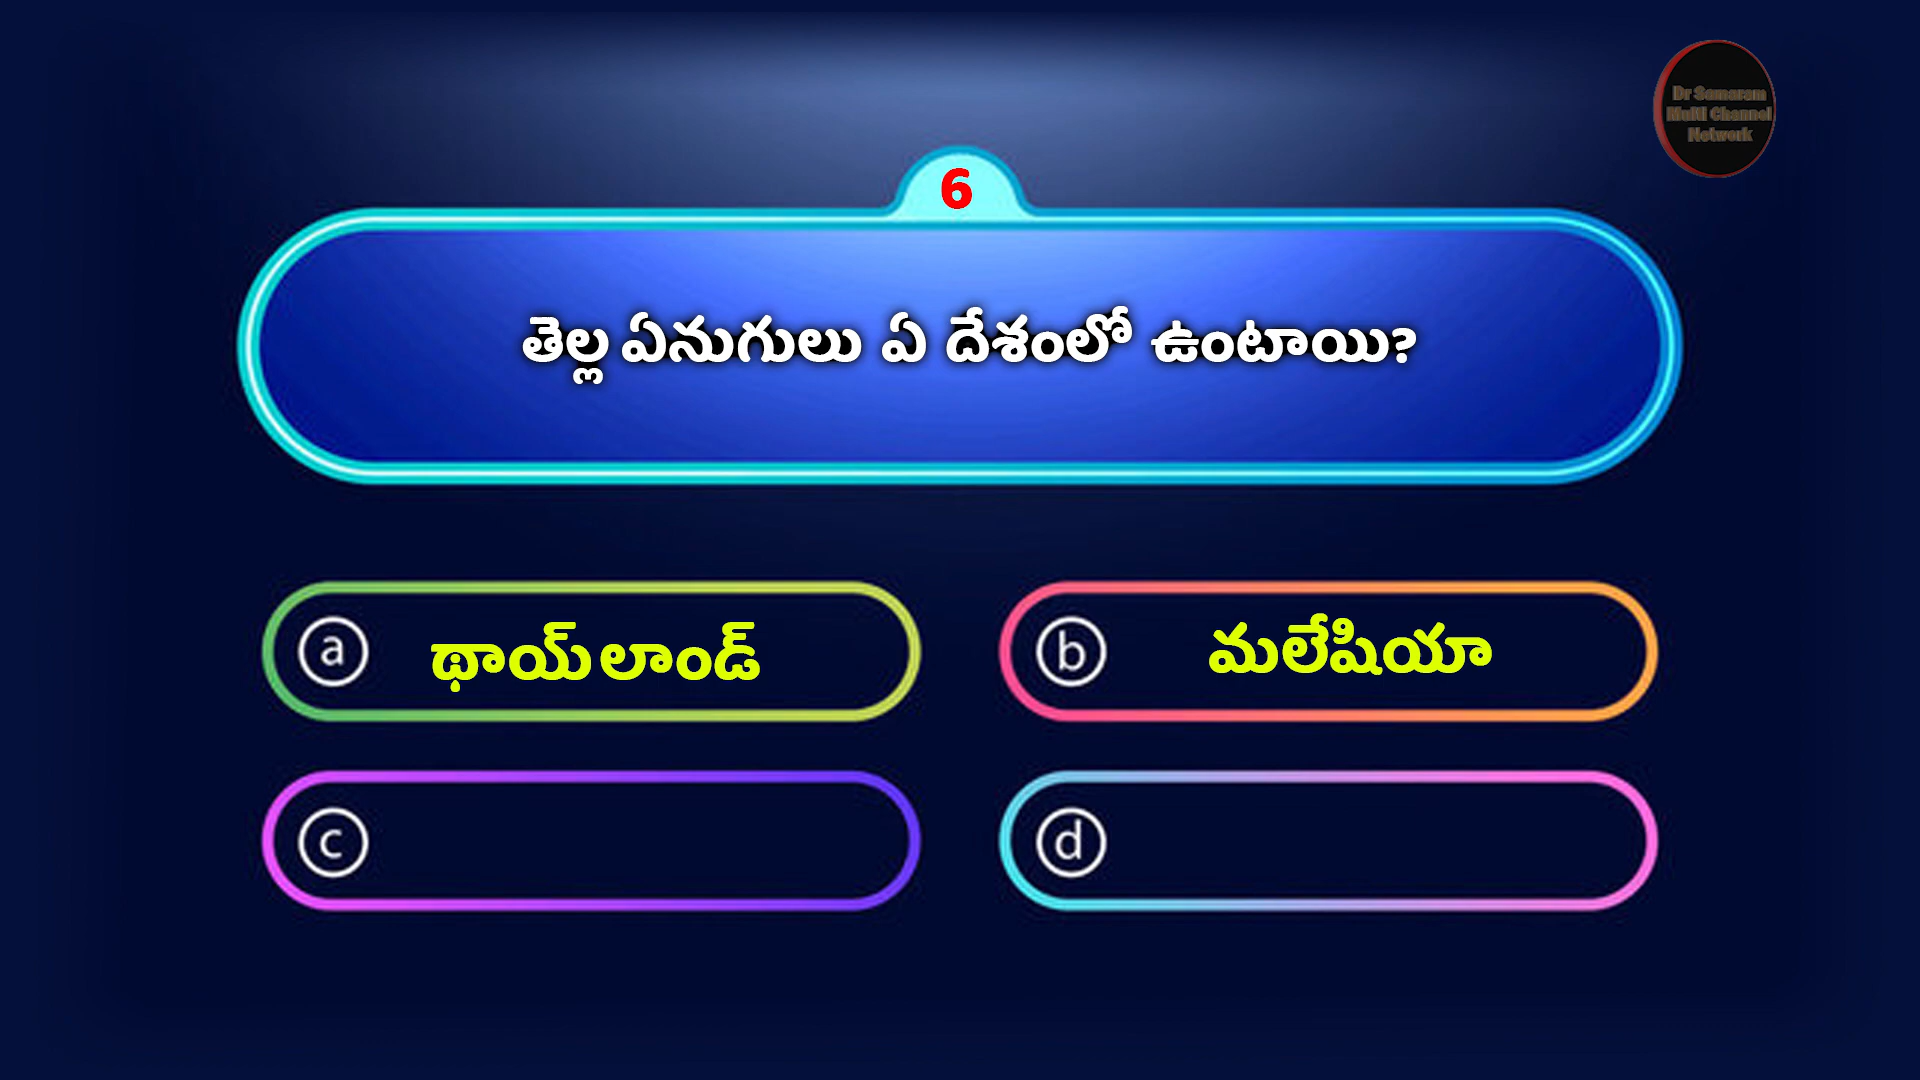 Dr Samaram
Multi Channel
Network
6
తెల్ల ఏనుగులు ఏ దేశంలో ఉంటాయి?
a థాయ్‌లాండ్
b మలేషియా
c
d